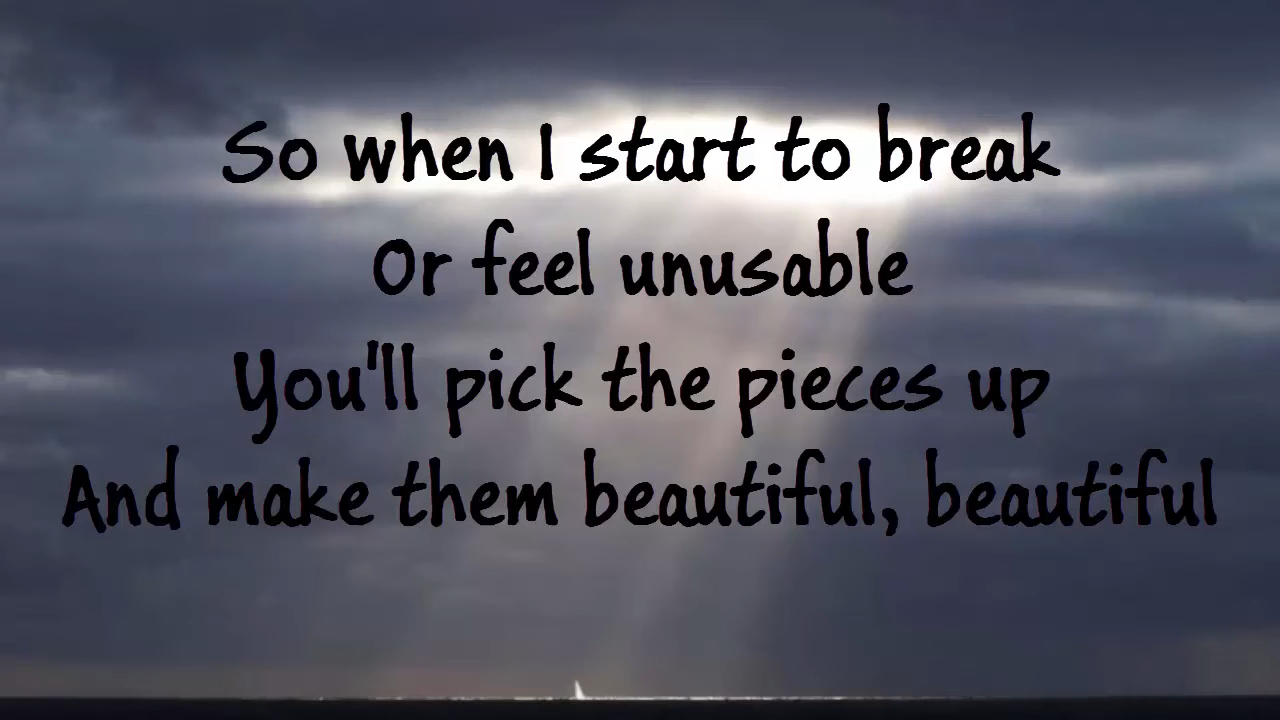 So when I start to break
Or feel unusable
You'll pick the pieces up
And make them beautiful, beautiful